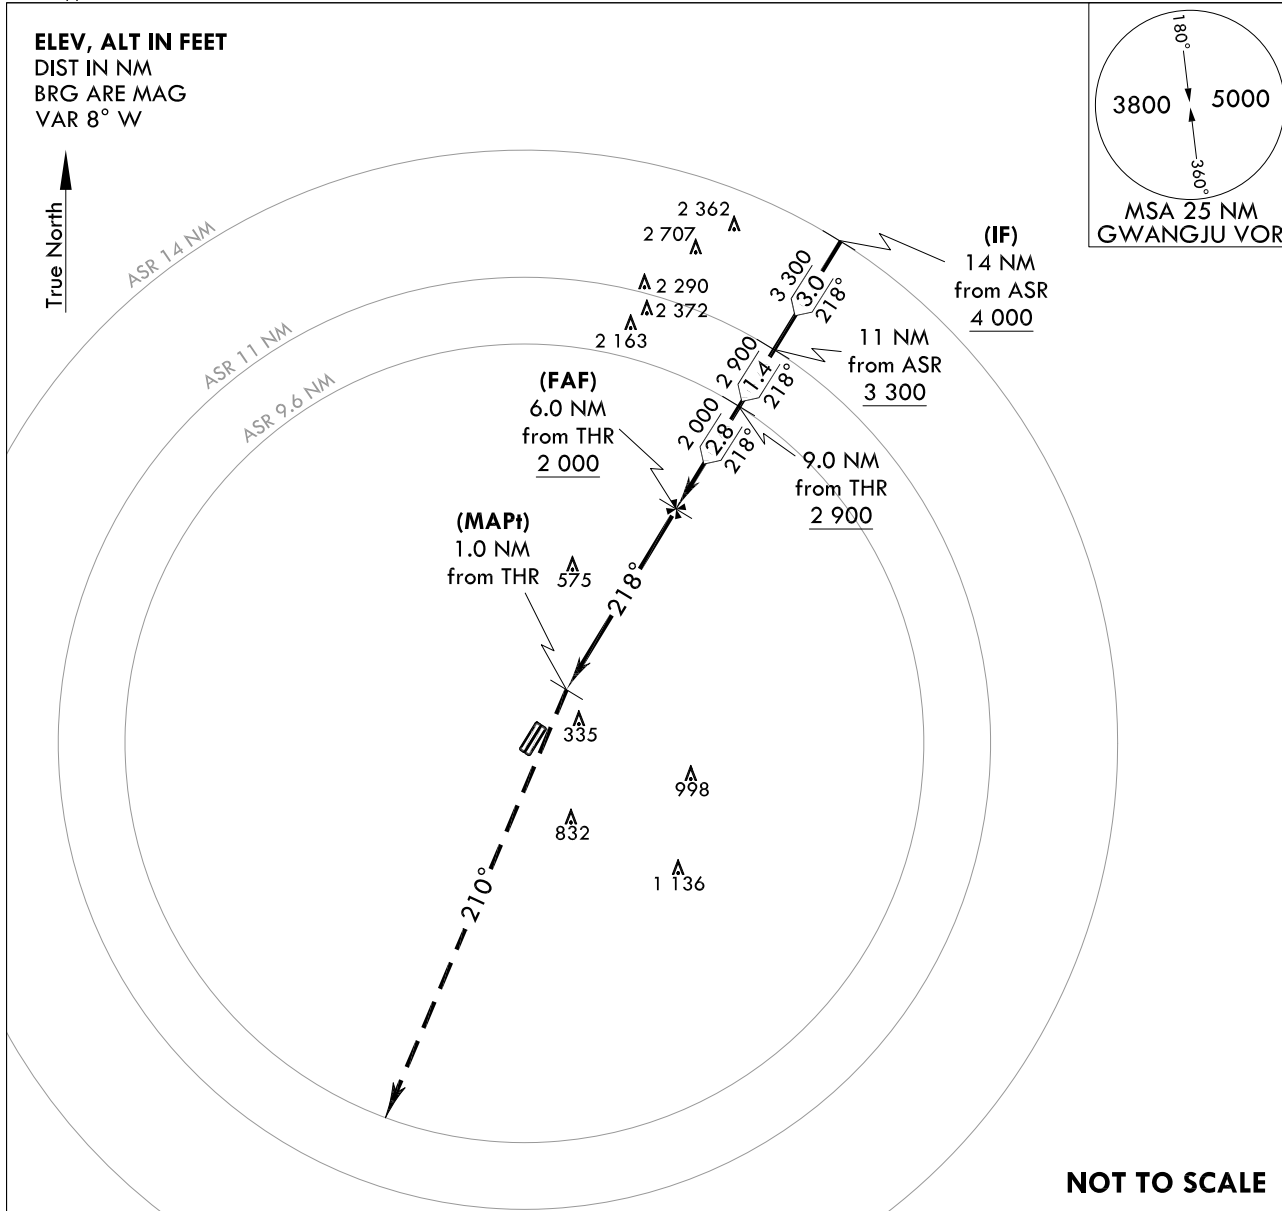 ELEV, ALT IN FEET
DIST IN NM
BRG ARE MAG
VAR 8° W
True North
180°
3800
5000
360°
MSA 25 NM
GWANGJU VOR
ASR 14 NM
ASR 11 NM
ASR 9.6 NM
2 362
2 707
2 290
2 372
2 163
(IF)
14 NM
from ASR
4 000
3 300
3.0
218°
11 NM
from ASR
3 300
2 900
1.4
218°
9.0 NM
from THR
2 900
2 000
2.8
218°
(FAF)
6.0 NM
from THR
2 000
(MAPt)
1.0 NM
from THR
575
218°
335
998
832
1 136
210°
NOT TO SCALE